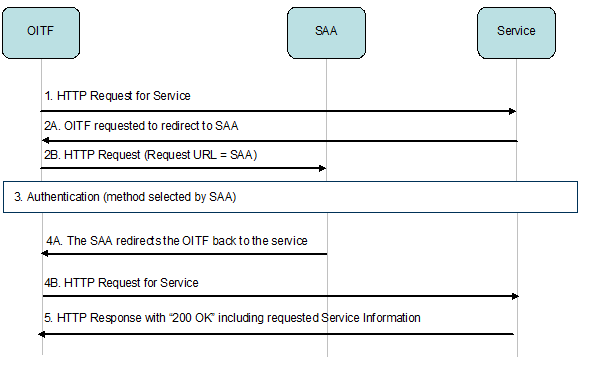 OITF
SAA
Service
1. HTTP Request for Service
2A. OITF requested to redirect to SAA
2B. HTTP Request (Request URL = SAA)
3. Authentication (method selected by SAA)
4A. The SAA redirects the OITF back to the service
4B. HTTP Request for Service
5. HTTP Response with “200 OK” including requested Service Information